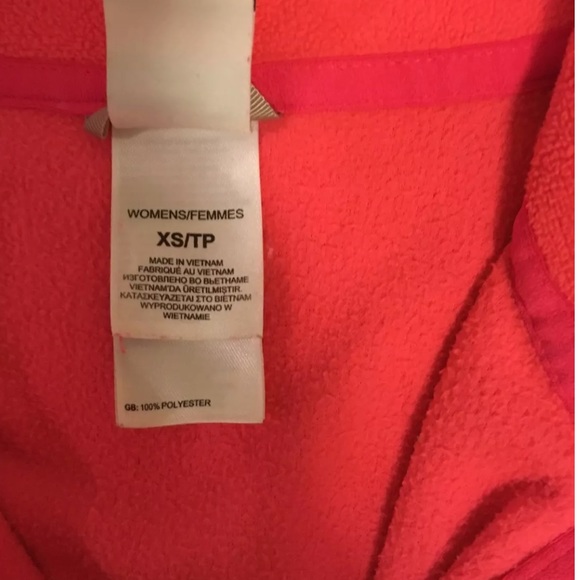 WOMENS/FEMMES
XS/TP
MADE IN VIETNAM
FABRIQUÉ AU VIETNAM
ИЗГОТОВЛЕНО ВО ВЬЕТНАМЕ
VIETNAM'DA ÜRETILMIŞTIR.
ΚΑΤΑΣΚΕΥΑΖΕΤΑΙ ΣΤΟ ΒΙΕΤΝΑΜ
WYPRODUKOWANO W
WIETNAMIE
GB: 100% POLYESTER